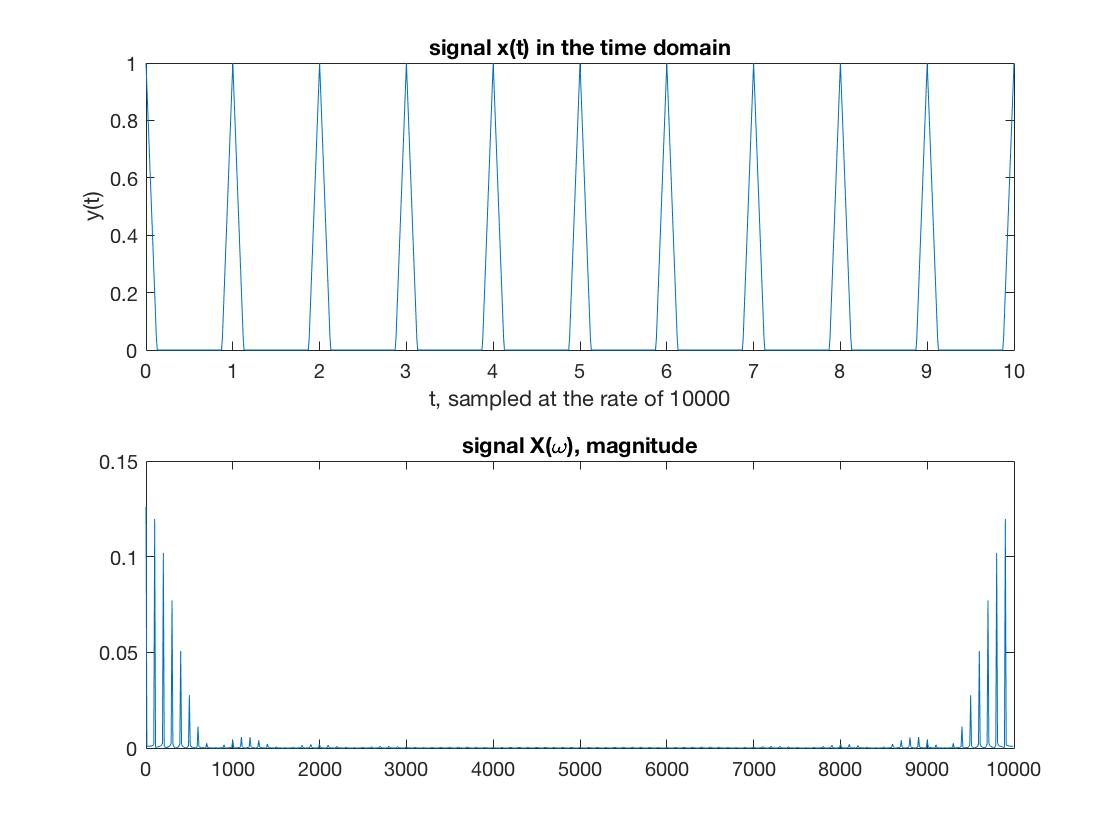 signal x(t) in the time domain
1
0.8
0.6
0.4
0.2
0
y(t)
0 1 2 3 4 5 6 7 8 9 10
t, sampled at the rate of 10000
signal X(ω), magnitude
0.15
0.1
0.05
0
0 1000 2000 3000 4000 5000 6000 7000 8000 9000 10000